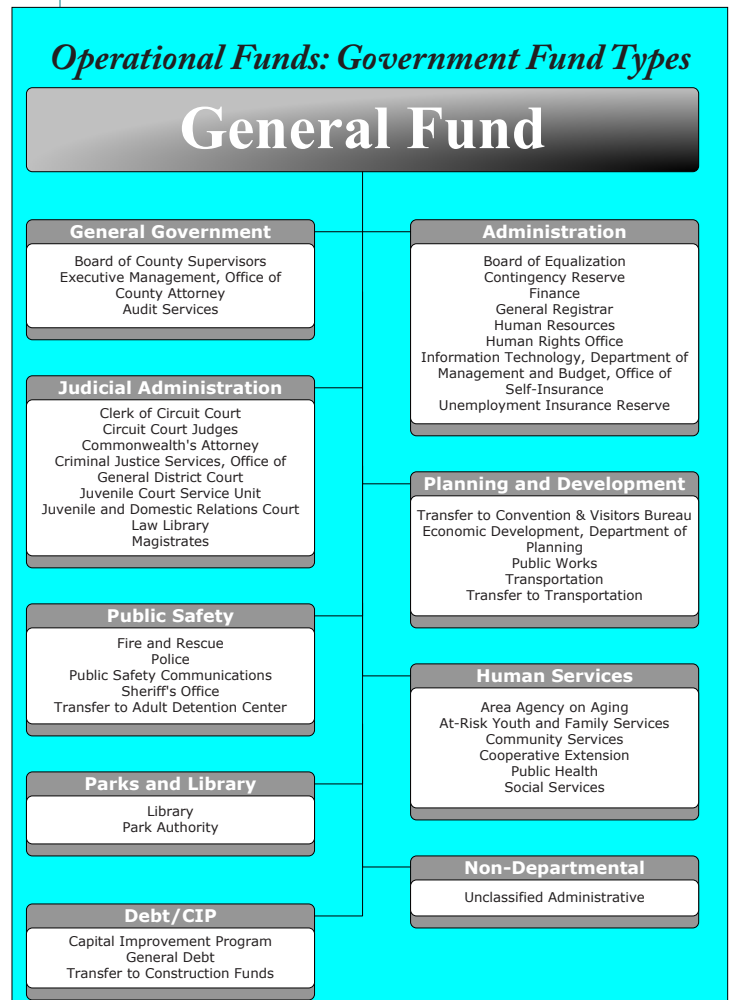 Operational Funds: Government Fund Types
General Fund
General Government
Board of County Supervisors
Executive Management, Office of
County Attorney
Audit Services
Administration
Board of Equalization
Contingency Reserve
Finance
General Registrar
Human Resources
Human Rights Office
Information Technology, Department of
Management and Budget, Office of
Self-Insurance
Unemployment Insurance Reserve
Judicial Administration
Clerk of Circuit Court
Circuit Court Judges
Commonwealth's Attorney
Criminal Justice Services, Office of
General District Court
Juvenile Court Service Unit
Juvenile and Domestic Relations Court
Law Library
Magistrates
Planning and Development
Transfer to Convention & Visitors Bureau
Economic Development, Department of
Planning
Public Works
Transportation
Transfer to Transportation
Public Safety
Fire and Rescue
Police
Public Safety Communications
Sheriff's Office
Transfer to Adult Detention Center
Human Services
Area Agency on Aging
At-Risk Youth and Family Services
Community Services
Cooperative Extension
Public Health
Social Services
Parks and Library
Library
Park Authority
Non-Departmental
Unclassified Administrative
Debt/CIP
Capital Improvement Program
General Debt
Transfer to Construction Funds